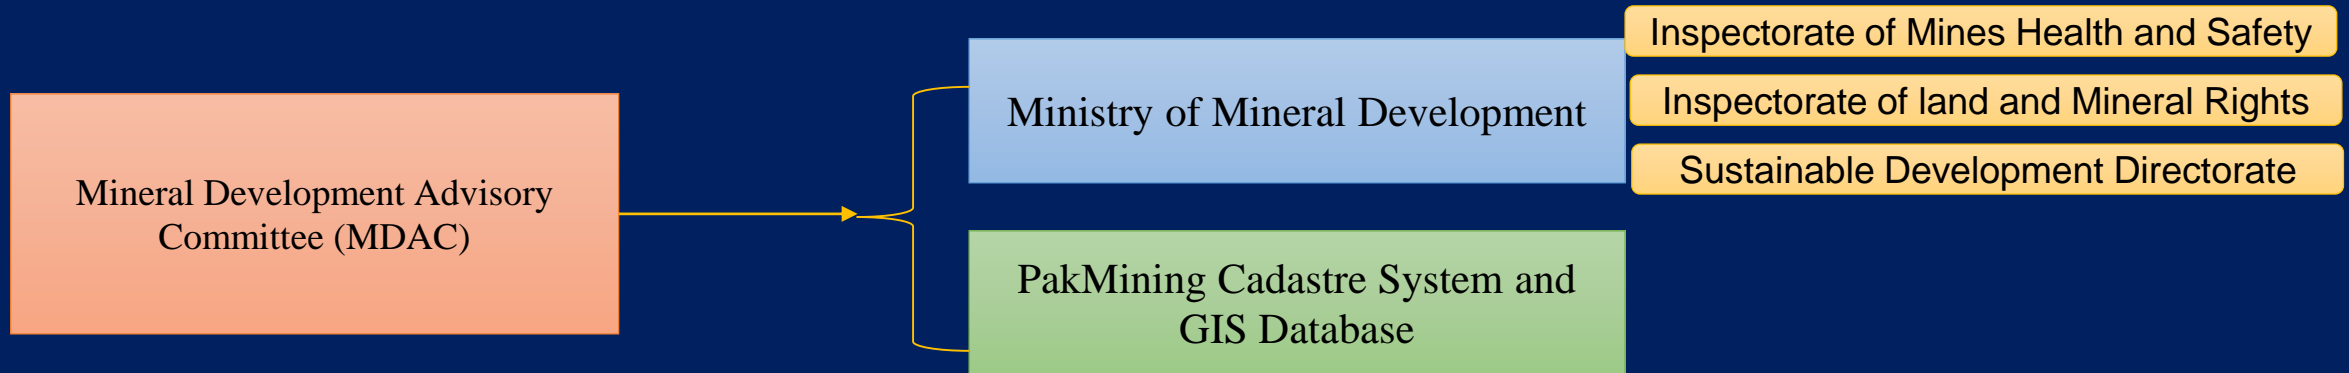 Mineral Development Advisory
Committee (MDAC)
Ministry of Mineral Development
Inspectorate of Mines Health and Safety
Inspectorate of land and Mineral Rights
Sustainable Development Directorate
PakMining Cadastre System and
GIS Database